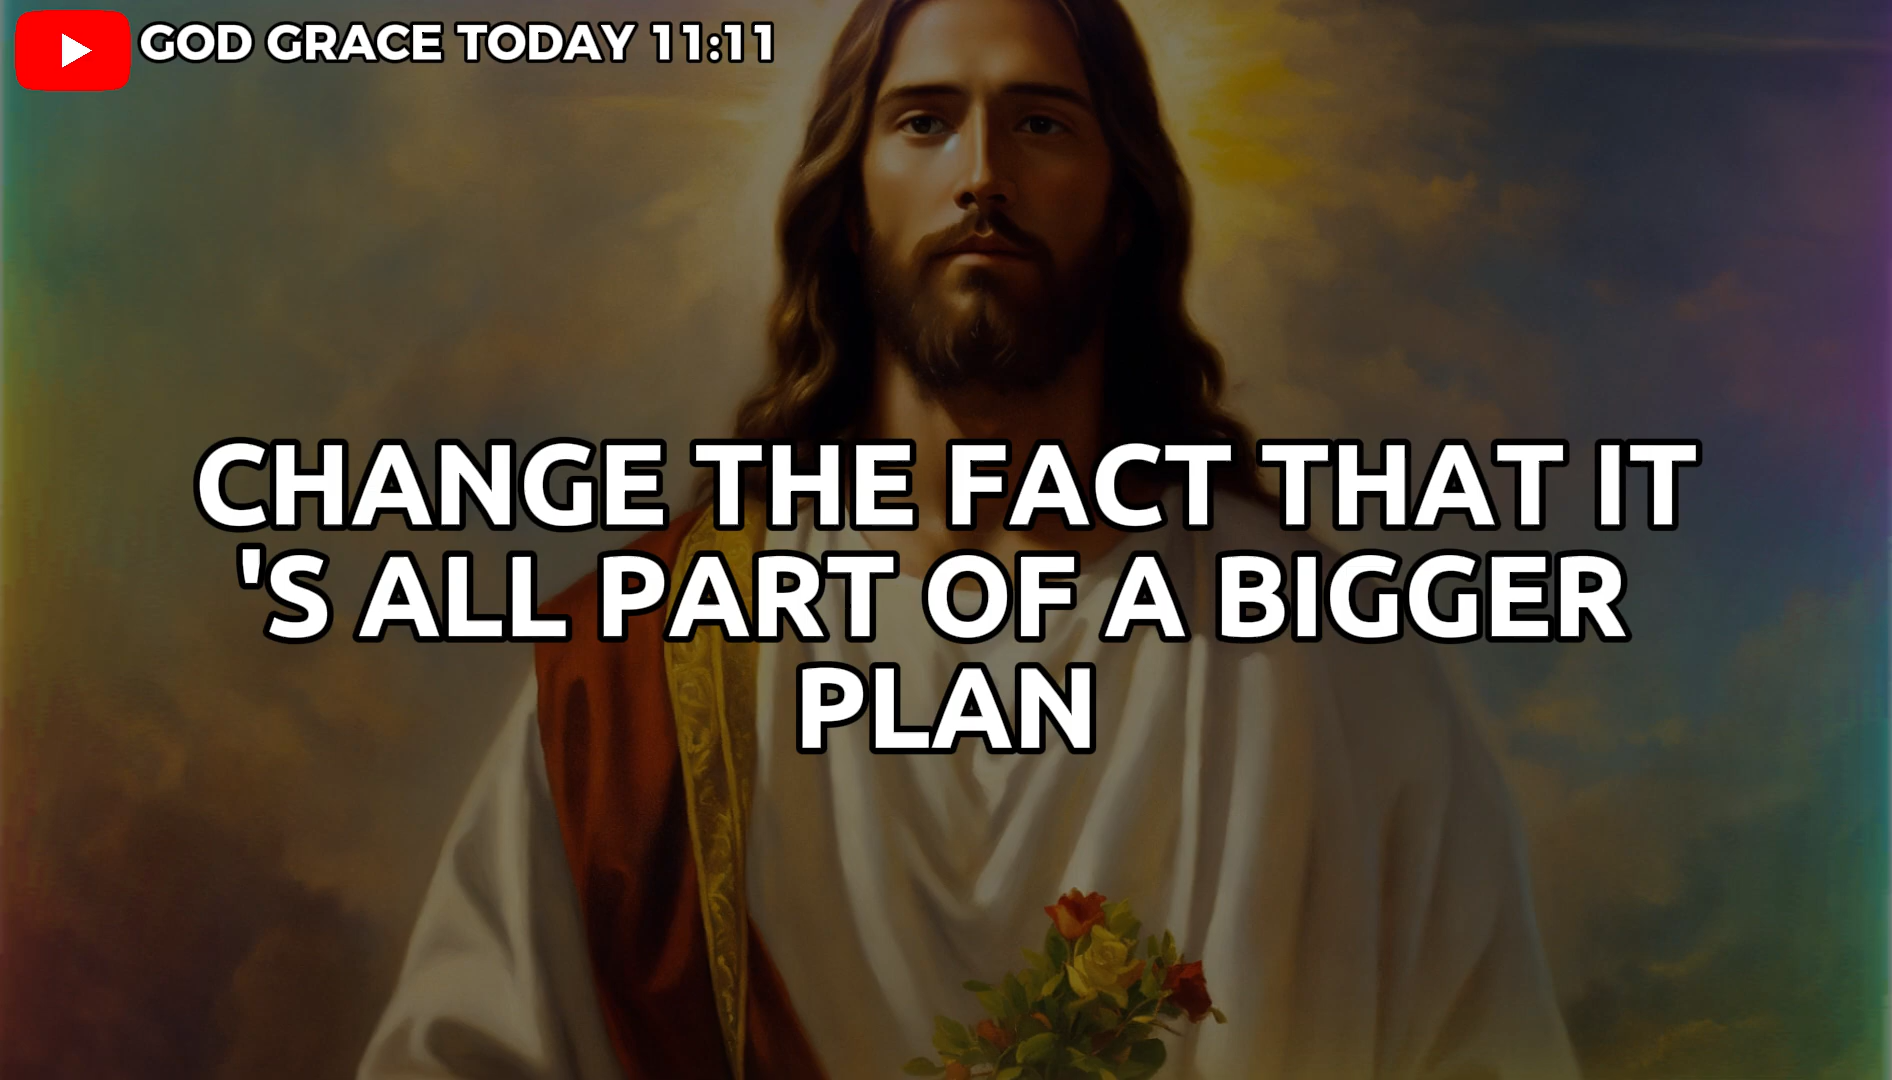 GOD GRACE TODAY 11:11
CHANGE THE FACT THAT IT
'S ALL PART OF A BIGGER
PLAN